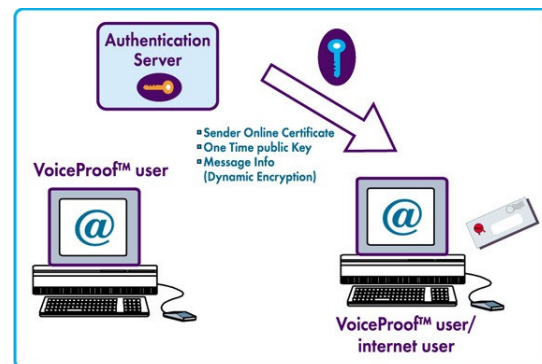 Authentication
Server
▫Sender Online Certificate
▫One Time public Key
▫Message Info
(Dynamic Encryption)
VoiceProof™ user
@
@
VoiceProof™ user/
internet user